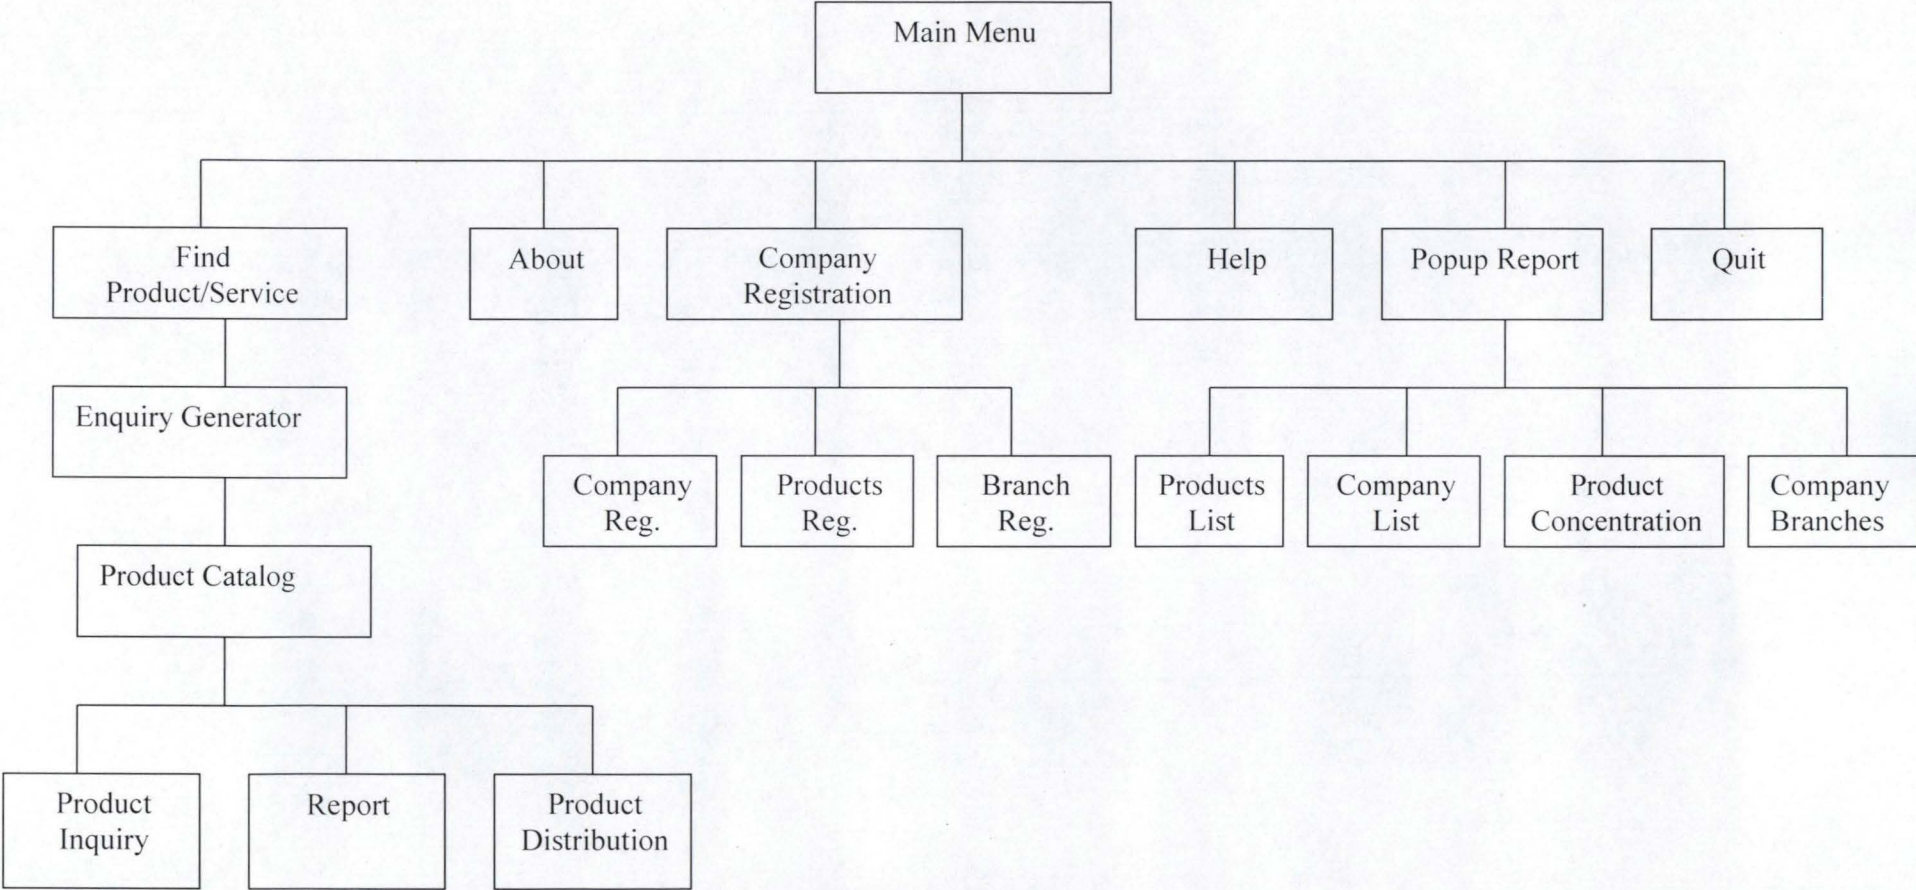 Main Menu
Find
Product/Service
About
Company
Registration
Help
Popup Report
Quit
Enquiry Generator
Company
Reg.
Products
Reg.
Branch
Reg.
Products
List
Company
List
Product
Concentration
Company
Branches
Product Catalog
Product
Inquiry
Report
Product
Distribution